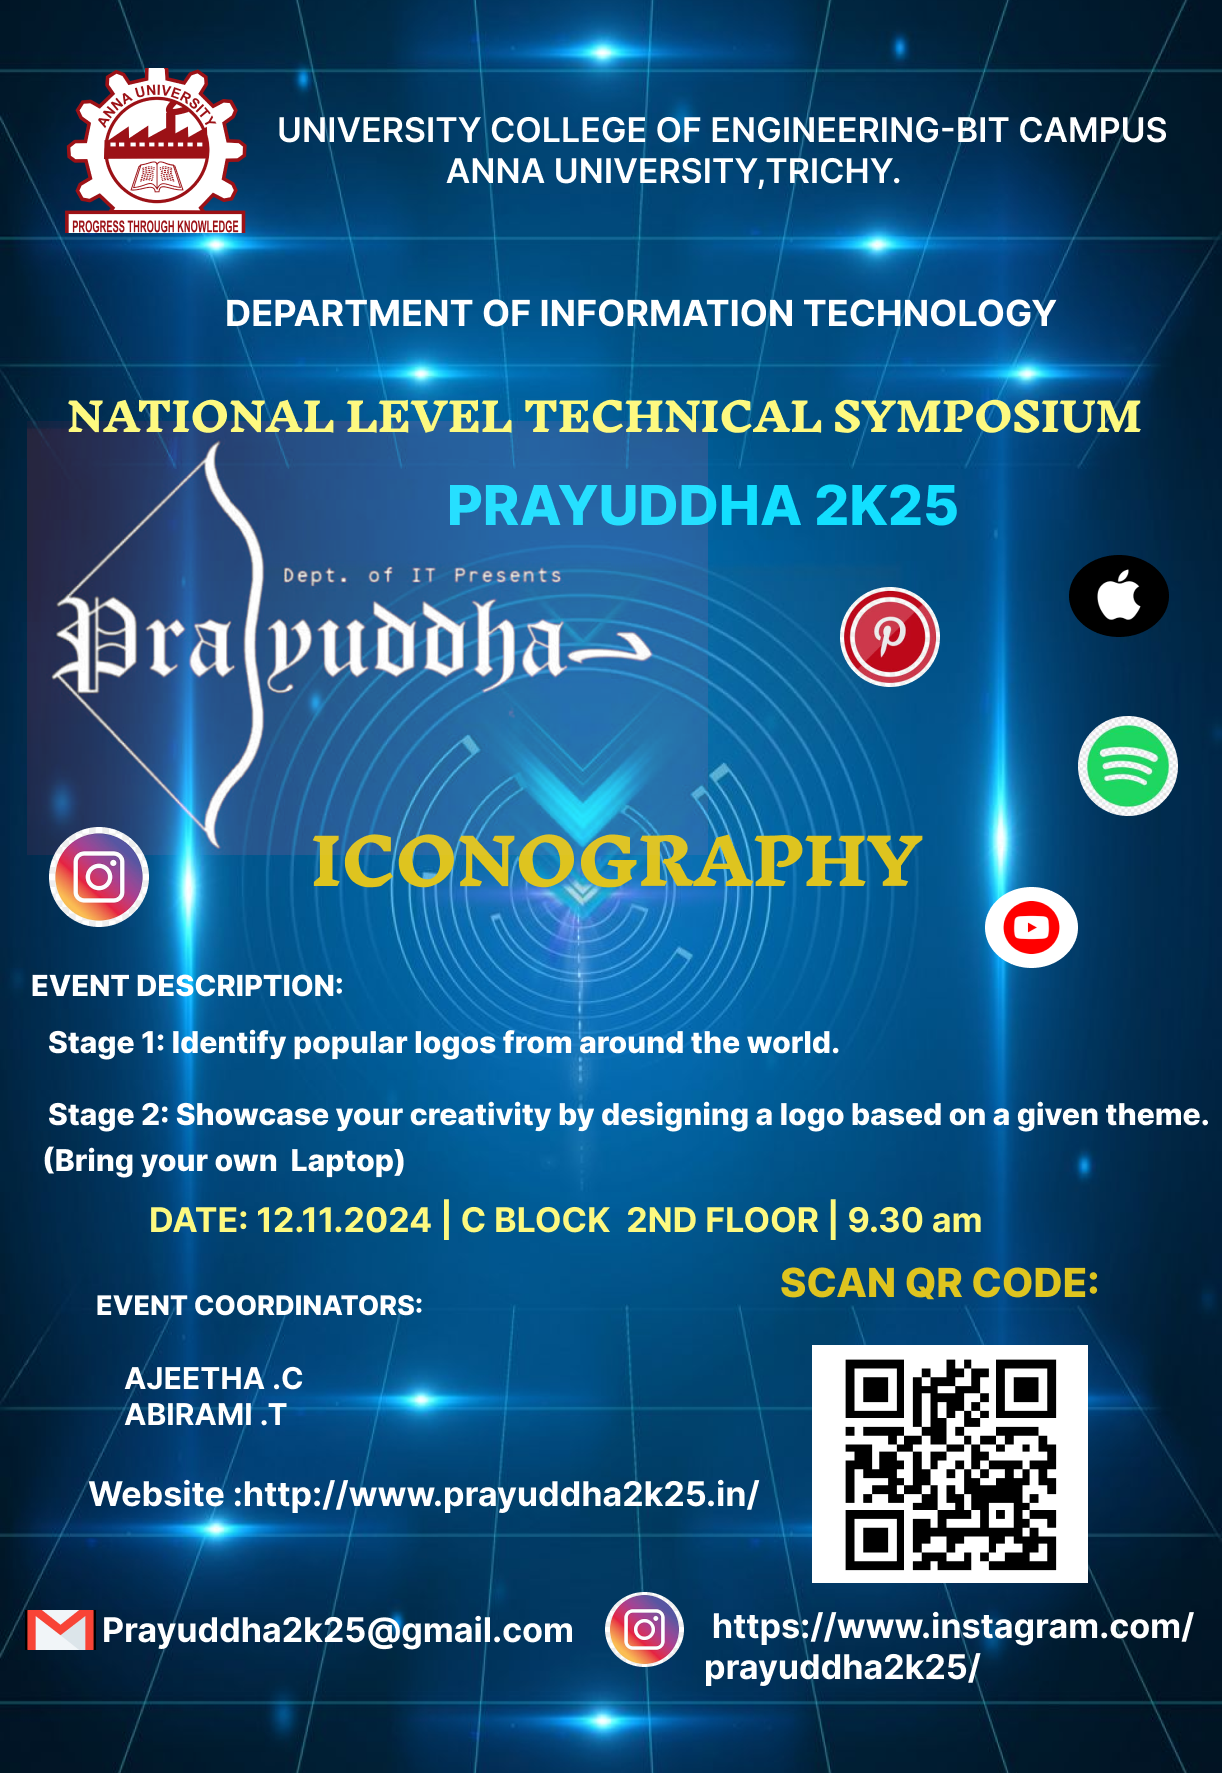 ANNA UNIVERSITY
PROGRESS THROUGH KNOWLEDGE
UNIVERSITY COLLEGE OF ENGINEERING-BIT CAMPUS
ANNA UNIVERSITY,TRICHY.
DEPARTMENT OF INFORMATION TECHNOLOGY
NATIONAL LEVEL TECHNICAL SYMPOSIUM
PRAYUDDHA 2K25
Dept. of IT Presents
Prayuddha
ICONOGRAPHY
EVENT DESCRIPTION:
Stage 1: Identify popular logos from around the world.
Stage 2: Showcase your creativity by designing a logo based on a given theme.
(Bring your own Laptop)
DATE: 12.11.2024 | C BLOCK 2ND FLOOR | 9.30 am
SCAN QR CODE:
EVENT COORDINATORS:
AJEETHA .C
ABIRAMI .T
Website :http://www.prayuddha2k25.in/
Prayuddha2k25@gmail.com
https://www.instagram.com/
prayuddha2k25/